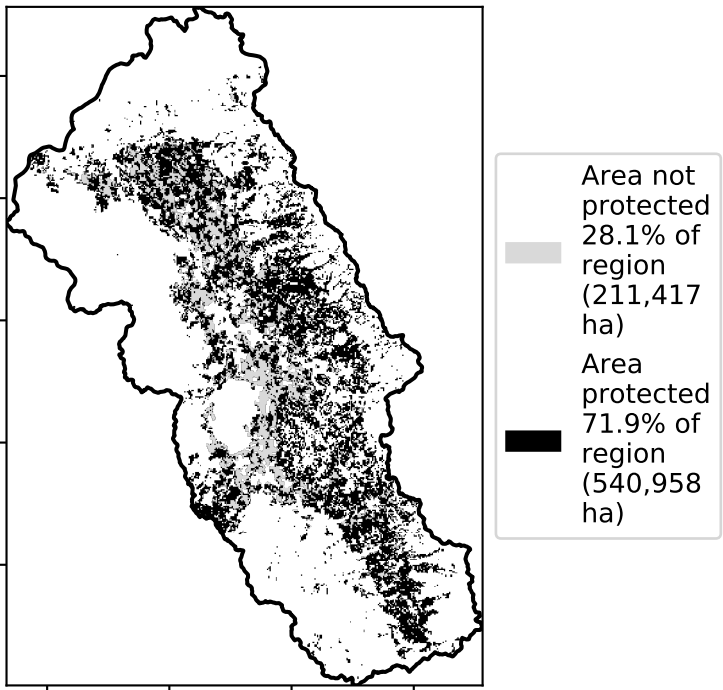 Area not
protected
28.1% of
region
(211,417
ha)
Area
protected
71.9% of
region
(540,958
ha)